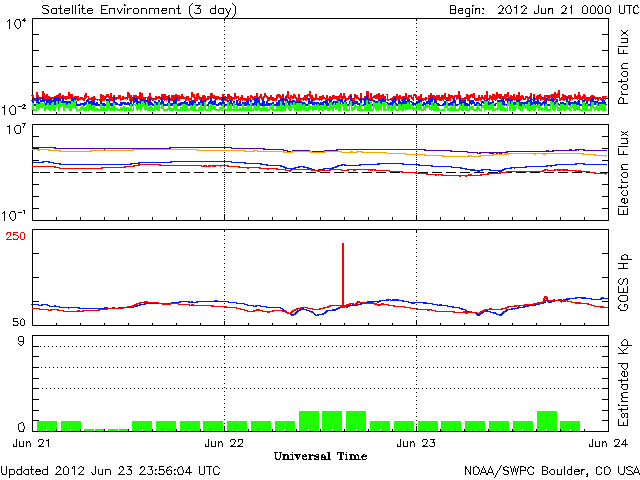 Satellite Environment (3 day) Begin: 2012 Jun 21 0000 UTC
10⁴
10⁻²
Proton Flux
10⁷
10⁻¹
Electron Flux
250
50
GOES Hp
9
0
Estimated Kp
Jun 21 Jun 22 Jun 23 Jun 24
Universal Time
Updated 2012 Jun 23 23:56:04 UTC NOAA/SWPC Boulder, CO USA